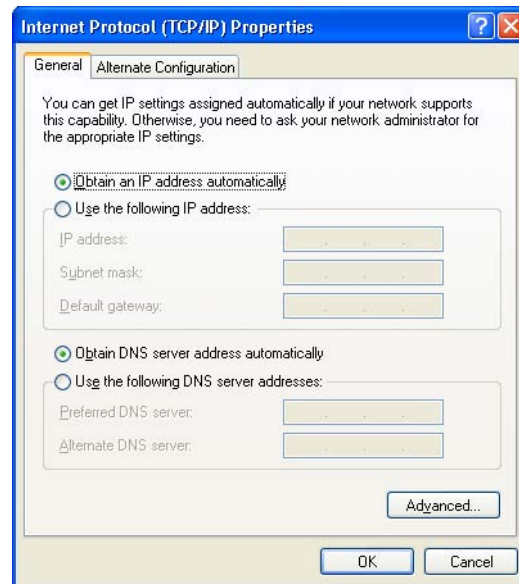 Internet Protocol (TCP/IP) Properties
General
Alternate Configuration
You can get IP settings assigned automatically if your network supports
this capability. Otherwise, you need to ask your network administrator for
the appropriate IP settings.
Obtain an IP address automatically
Use the following IP address:
IP address:
Subnet mask:
Default gateway:
Obtain DNS server address automatically
Use the following DNS server addresses:
Preferred DNS server:
Alternate DNS server:
Advanced...
OK
Cancel